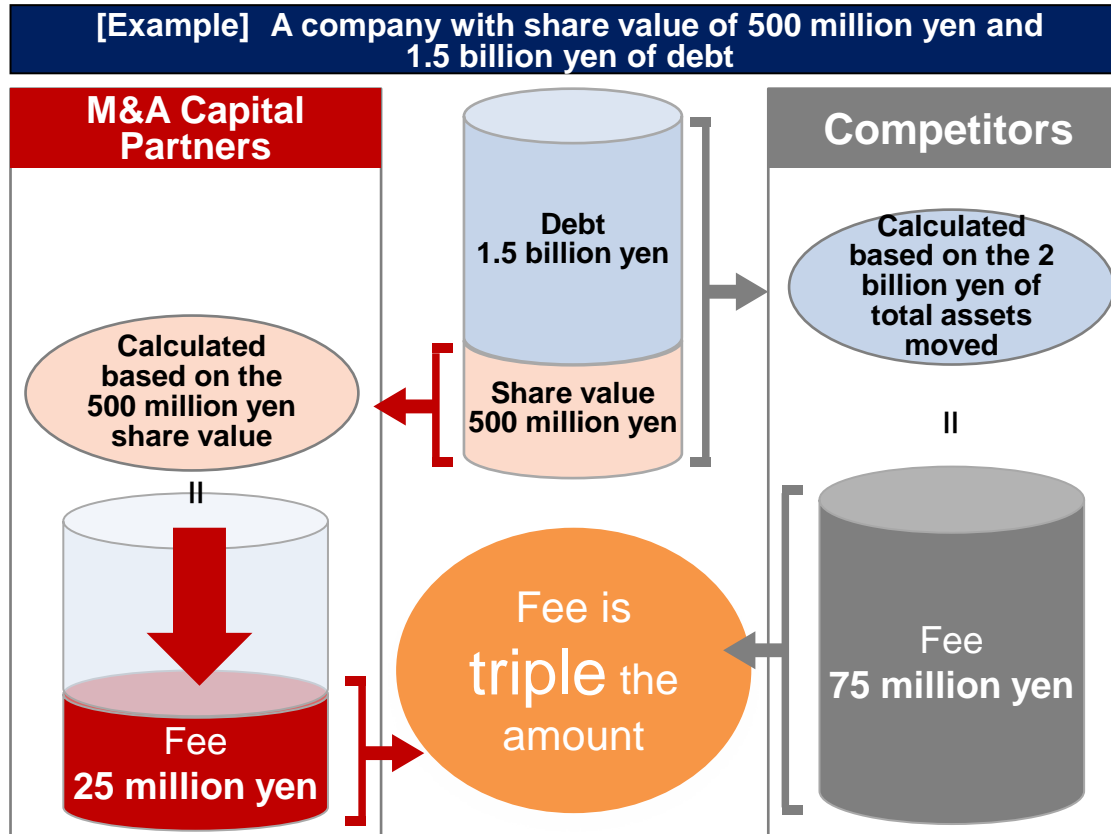 [Example] A company with share value of 500 million yen and
1.5 billion yen of debt
M&A Capital
Partners
Calculated
based on the
500 million yen
share value
=
Fee
25 million yen
Debt
1.5 billion yen
Share value
500 million yen
Fee is
triple the
amount
Competitors
Calculated
based on the 2
billion yen of
total assets
moved
=
Fee
75 million yen